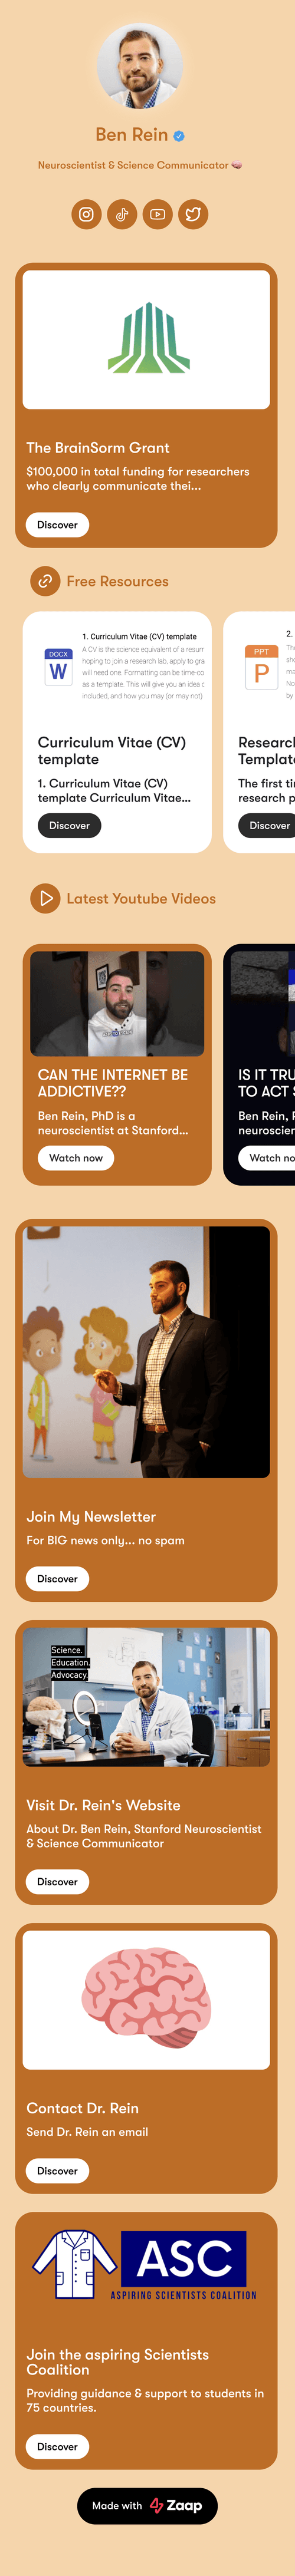 Ben Rein
Neuroscientist & Science Communicator
The BrainSorm Grant
$100,000 in total funding for researchers
who clearly communicate thei...
Discover
Free Resources
1. Curriculum Vitae (CV) template
A CV is the science equivalent of a resum
hoping to join a research lab, apply to gra
will need one. Formatting can be time-co
as a template. This will give you an idea c
included, and how you may (or may not)
DOCX
W
Curriculum Vitae (CV)
template
1. Curriculum Vitae (CV)
template Curriculum Vitae...
Discover
2.
PPT
P
Researcl
Templat
The first ti
research p
Discover
Latest Youtube Videos
CAN THE INTERNET BE
ADDICTIVE??
Ben Rein, PhD is a
neuroscientist at Stanford...
Watch now
IS IT TRU
TO ACT
Ben Rein, P
neuroscier
Watch no
Join My Newsletter
For BIG news only... no spam
Discover
Science.
Education.
Advocacy.
Visit Dr. Rein's Website
About Dr. Ben Rein, Stanford Neuroscientist
& Science Communicator
Discover
Contact Dr. Rein
Send Dr. Rein an email
Discover
ASC
ASPIRING SCIENTISTS COALITION
Join the aspiring Scientists
Coalition
Providing guidance & support to students in
75 countries.
Discover
Made with Zaap